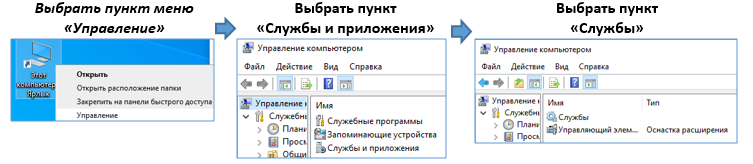 Выбрать пункт меню
«Управление»
Этот
компьютер
Ярлык
Открыть
Открыть расположение папки
Закрепить на панели быстрого доступа
Управление
Выбрать пункт
«Службы и приложения»
Управление компьютером
Файл Действие Вид Справка
Управление к
Служебны
Плани
Просм
Общи
Имя
Служебные программы
Запоминающие устройства
Службы и приложения
Выбрать пункт
«Службы»
Управление компьютером
Файл Действие Вид Справка
Управление к
Служебны
Плани
Просм
Имя Тип
Службы
Управляющий элем... Оснастка расширения